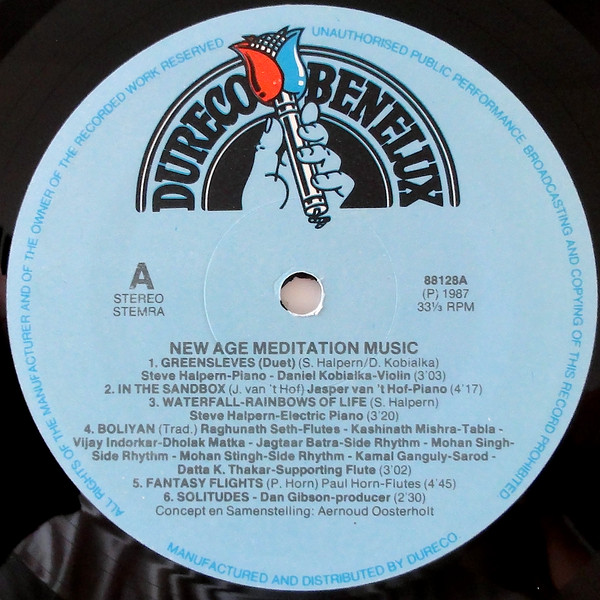 ALL RIGHTS OF THE MANUFACTURER AND OF THE OWNER OF THE RECORDED WORK RESERVED
UNAUTHORISED PUBLIC PERFORMANCE BROADCASTING AND COPYING OF THIS RECORD PROHIBITED
DURECO BENELUX
A
STEREO
STEMRA
88128A
(P) 1987
33⅓ RPM
NEW AGE MEDITATION MUSIC
1. GREENSLEVES (Duet) (S. Halpern/D. Kobialka)
Steve Halpern-Piano - Daniel Kobialka-Violin (3'03)
2. IN THE SANDBOX (J. van 't Hof) Jasper van 't Hof-Piano (4'17)
3. WATERFALL-RAINBOWS OF LIFE (S. Halpern)
Steve Halpern-Electric Piano (3'20)
4. BOLIYAN (Trad.) Raghunath Seth-Flutes - Kashinath Mishra-Tabla -
Vijay Indorkar-Dholak Matka - Jagtaar Batra-Side Rhythm - Mohan Singh-
Side Rhythm - Mohan Stingh-Side Rhythm - Kamal Ganguly-Sarod -
Datta K. Thakar-Supporting Flute (3'02)
5. FANTASY FLIGHTS (P. Horn) Paul Horn-Flutes (4'45)
6. SOLITUDES - Dan Gibson-producer (2'30)
Concept en Samenstelling: Aernoud Oosterholt
MANUFACTURED AND DISTRIBUTED BY DURECO